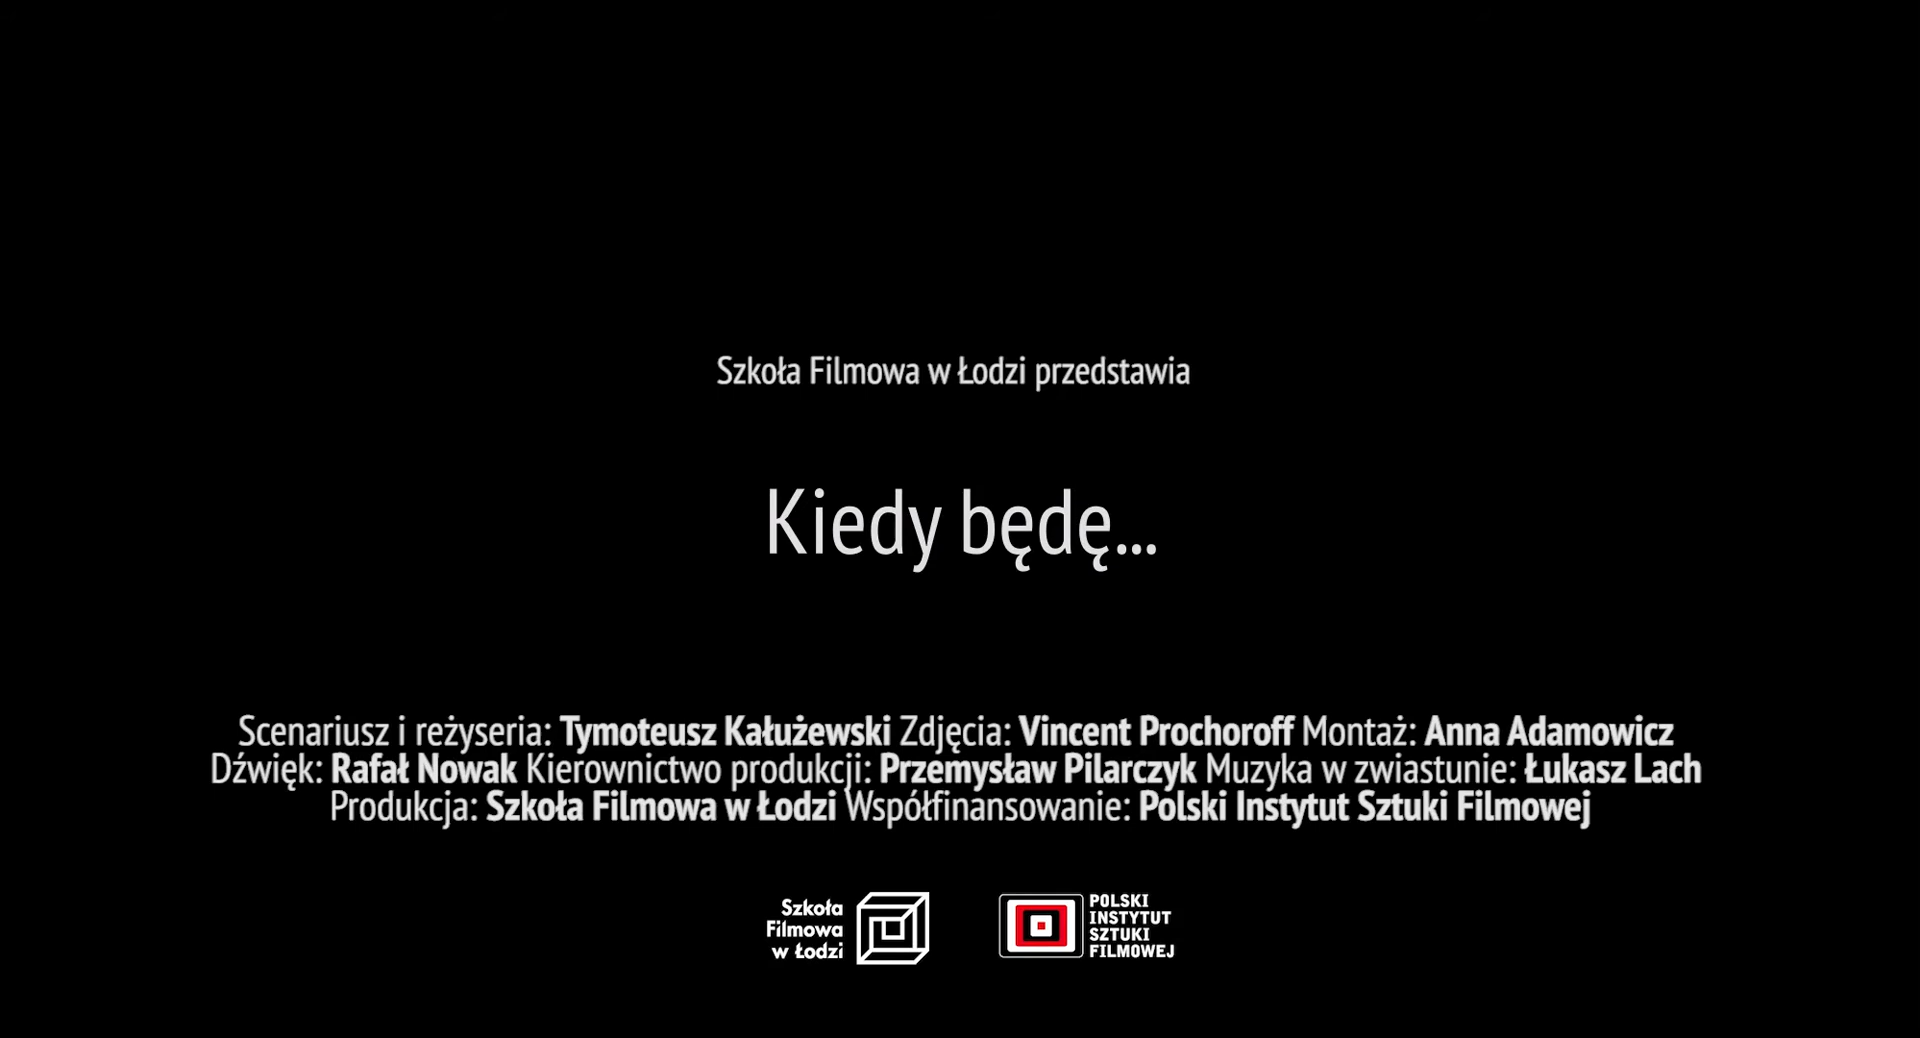 Szkoła Filmowa w Łodzi przedstawia
Kiedy będę...
Scenariusz i reżyseria: Tymoteusz Kałużewski Zdjęcia: Vincent Prochoroff Montaż: Anna Adamowicz
Dźwięk: Rafał Nowak Kierownictwo produkcji: Przemysław Pilarczyk Muzyka w zwiastunie: Łukasz Lach
Produkcja: Szkoła Filmowa w Łodzi Współfinansowanie: Polski Instytut Sztuki Filmowej
Szkoła
Filmowa
w Łodzi
POLSKI
INSTYTUT
SZTUKI
FILMOWEJ